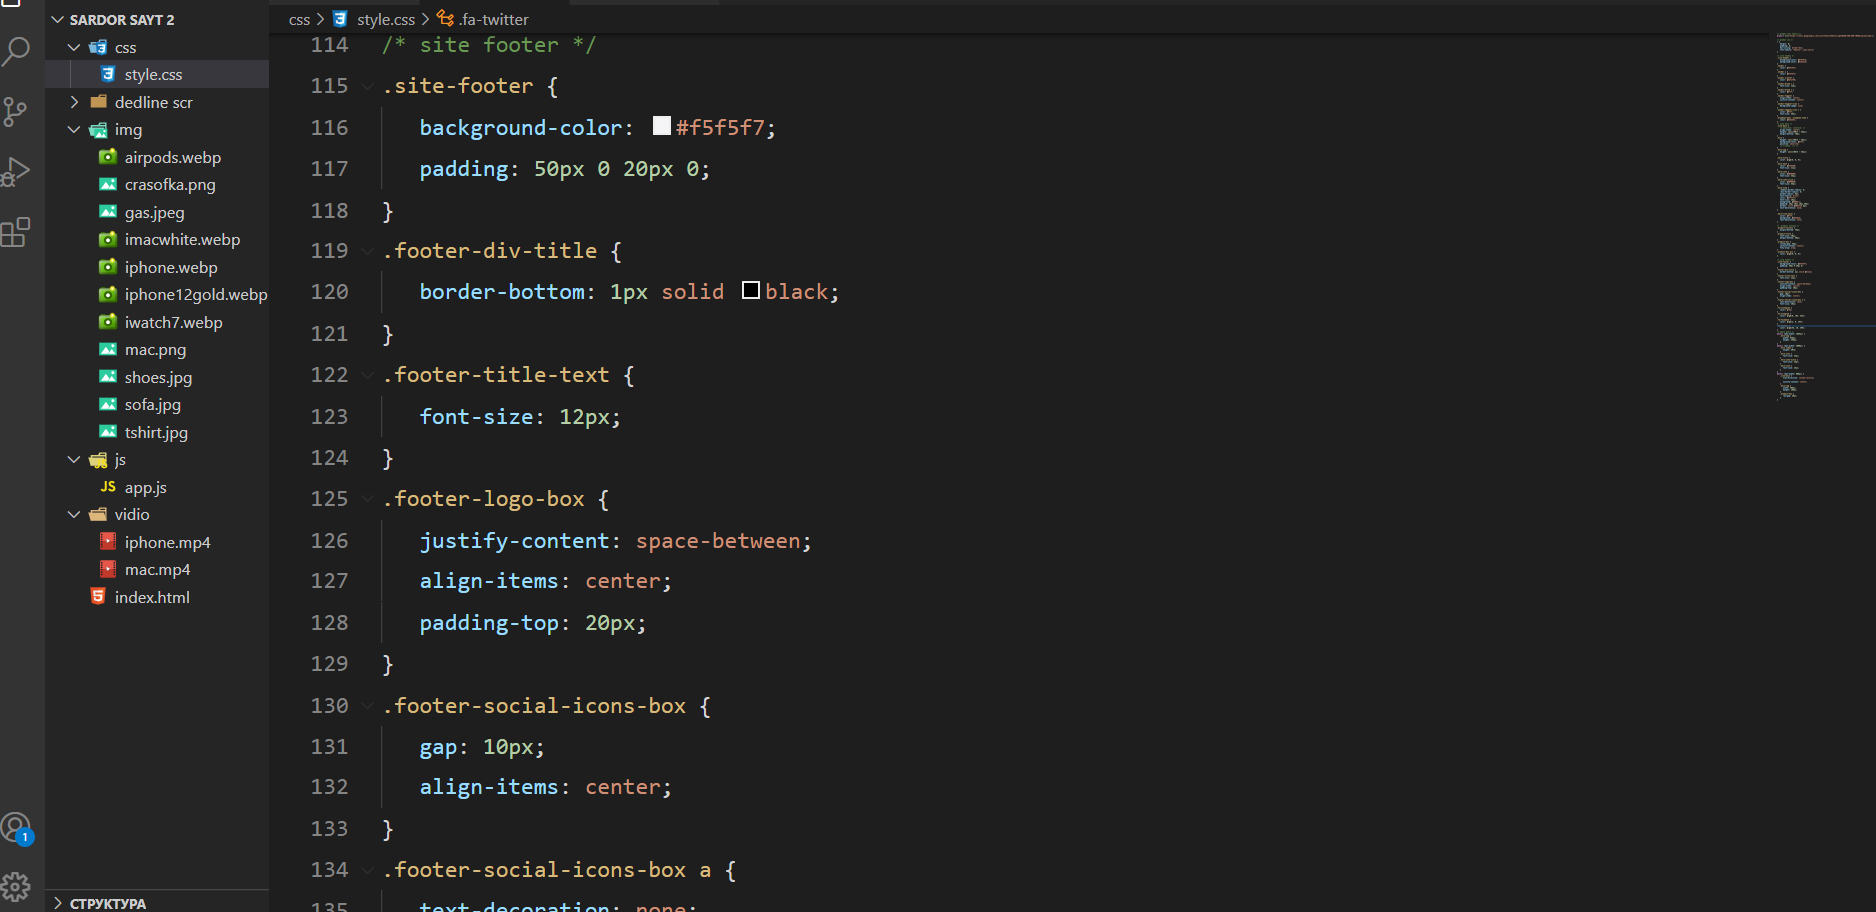 SARDOR SAYT 2
css
style.css
dedline scr
img
airpods.webp
crasofka.png
gas.jpeg
imacwhite.webp
iphone.webp
iphone12gold.webp
iwatch7.webp
mac.png
shoes.jpg
sofa.jpg
tshirt.jpg
js
JS app.js
vidio
iphone.mp4
mac.mp4
index.html
СТРУКТУРА
1
css > style.css > .fa-twitter
114 /* site footer */
115 .site-footer {
116 background-color: #f5f5f7;
117 padding: 50px 0 20px 0;
118 }
119 .footer-div-title {
120 border-bottom: 1px solid black;
121 }
122 .footer-title-text {
123 font-size: 12px;
124 }
125 .footer-logo-box {
126 justify-content: space-between;
127 align-items: center;
128 padding-top: 20px;
129 }
130 .footer-social-icons-box {
131 gap: 10px;
132 align-items: center;
133 }
134 .footer-social-icons-box a {
135 text-decoration: none;